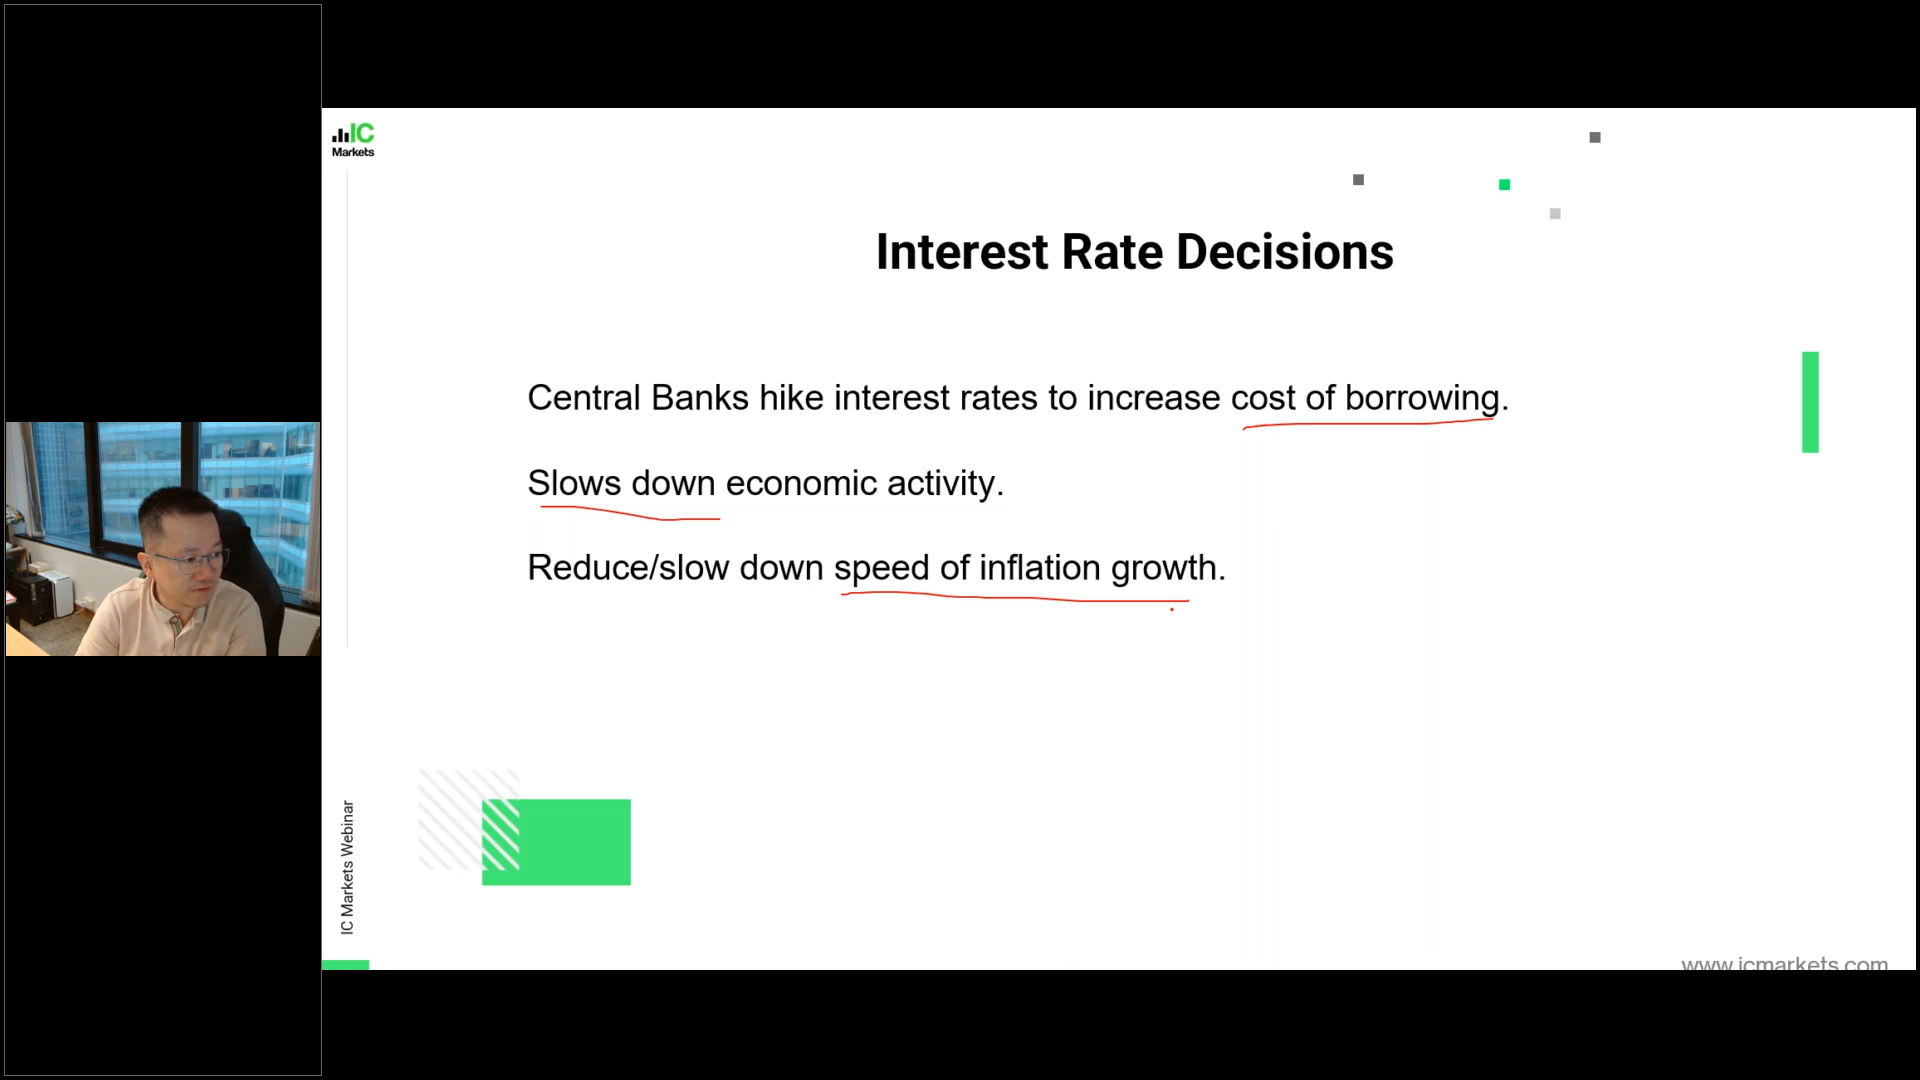 IC
Markets
Interest Rate Decisions
Central Banks hike interest rates to increase cost of borrowing.
Slows down economic activity.
Reduce/slow down speed of inflation growth.
IC Markets Webinar
www.icmarkets.com